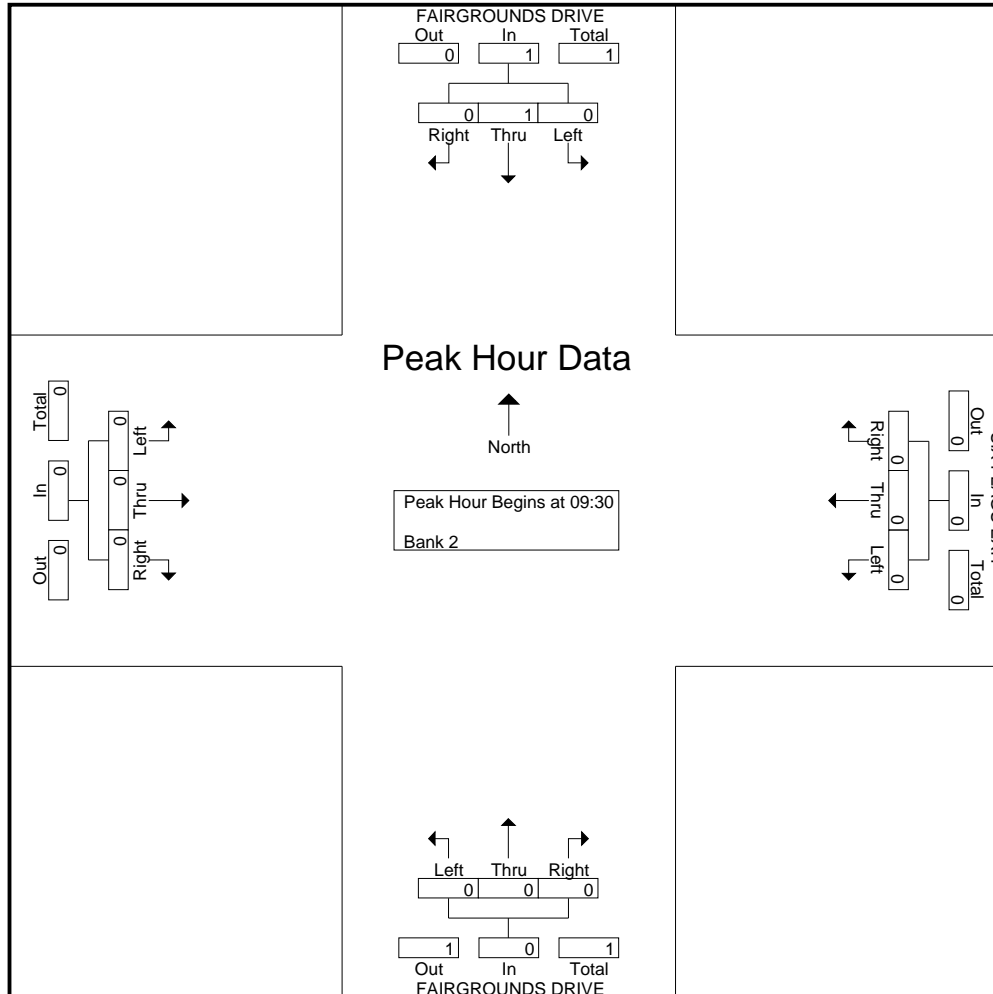 FAIRGROUNDS DRIVE
Out In Total
0 1 1
0 1 0
Right Thru Left
Peak Hour Data
North
Peak Hour Begins at 09:30
Bank 2
Total 0
In 0
Out 0
0 0 0
Left Thru Right
Right Thru Left
0 0 0
Out In Total
0 0 0
Left Thru Right
0 0 0
1 0 1
Out In Total
FAIRGROUNDS DRIVE